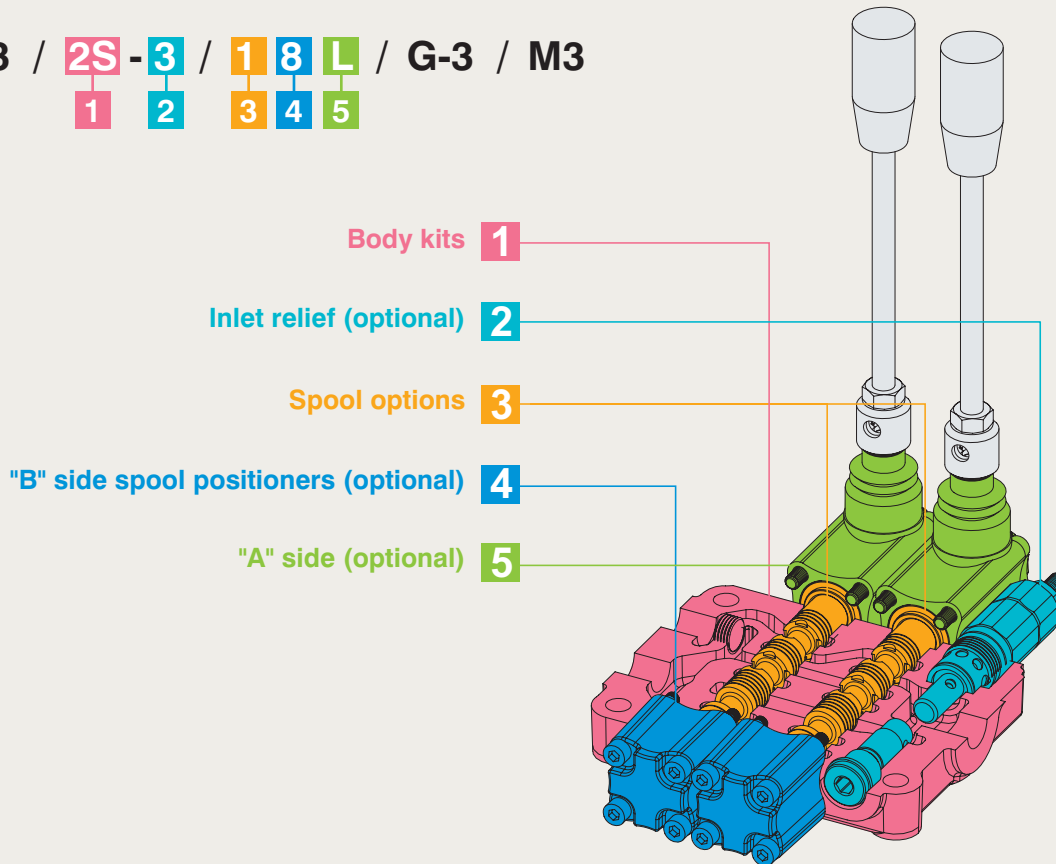 3 / 2S - 3 / 1 8 L / G-3 / M3
1 2 3 4 5
Body kits 1
Inlet relief (optional) 2
Spool options 3
"B" side spool positioners (optional) 4
"A" side (optional) 5